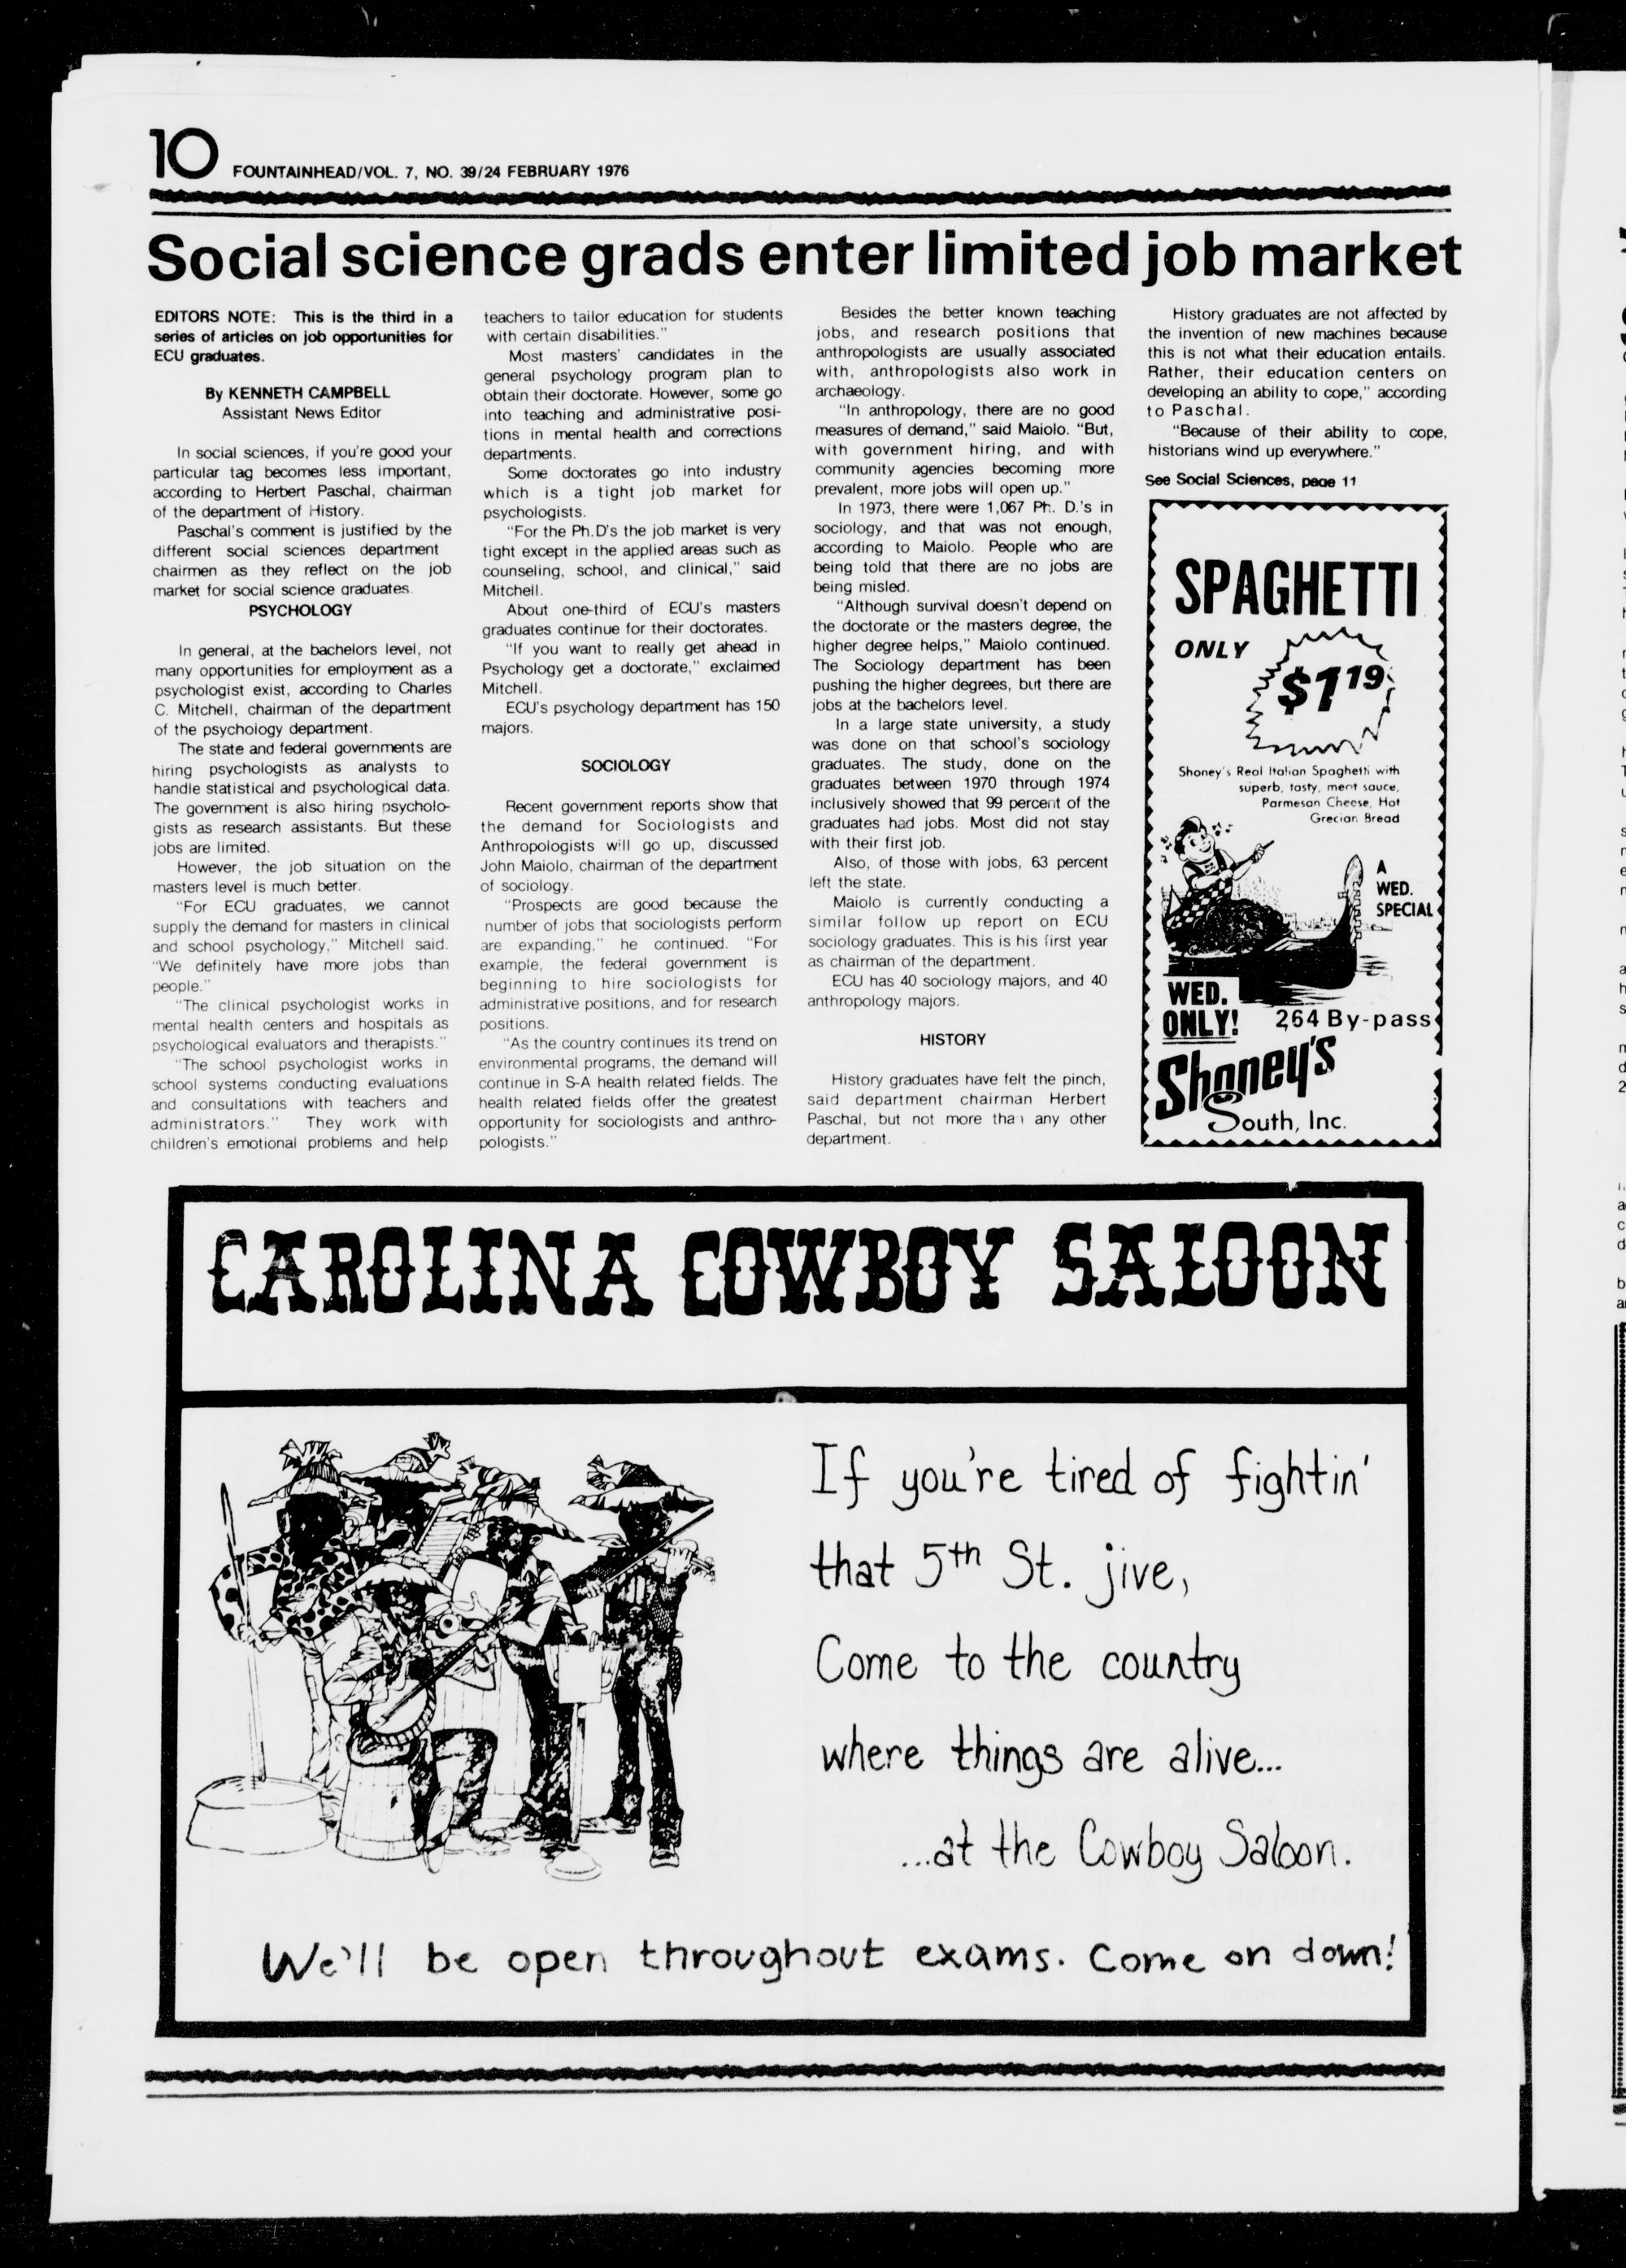 10
FOUNTAINHEAD/VOL. 7, NO. 39/24 FEBRUARY 1976
Social science grads enter limited job market
EDITORS NOTE: This is the third in a
series of articles on job opportunities for
ECU graduates.
By KENNETH CAMPBELL
Assistant News Editor
In social sciences, if you're good your
particular tag becomes less important,
according to Herbert Paschal, chairman
of the department of History.
Paschal's comment is justified by the
different social sciences department
chairmen as they reflect on the job
market for social science graduates.
PSYCHOLOGY
In general, at the bachelors level, not
many opportunities for employment as a
psychologist exist, according to Charles
C. Mitchell, chairman of the department
of the psychology department.
The state and federal governments are
hiring psychologists as analysts to
handle statistical and psychological data.
The government is also hiring psycholo-
gists as research assistants. But these
jobs are limited.
However, the job situation on the
masters level is much better.
"For ECU graduates, we cannot
supply the demand for masters in clinical
and school psychology," Mitchell said.
"We definitely have more jobs than
people."
"The clinical psychologist works in
mental health centers and hospitals as
psychological evaluators and therapists."
"The school psychologist works in
school systems conducting evaluations
and consultations with teachers and
administrators." They work with
children's emotional problems and help
teachers to tailor education for students
with certain disabilities."
Most masters' candidates in the
general psychology program plan to
obtain their doctorate. However, some go
into teaching and administrative posi-
tions in mental health and corrections
departments.
Some doctorates go into industry
which is a tight job market for
psychologists.
"For the Ph.D's the job market is very
tight except in the applied areas such as
counseling, school, and clinical," said
Mitchell.
About one-third of ECU's masters
graduates continue for their doctorates.
"If you want to really get ahead in
Psychology get a doctorate," exclaimed
Mitchell.
ECU's psychology department has 150
majors.
SOCIOLOGY
Recent government reports show that
the demand for Sociologists and
Anthropologists will go up, discussed
John Maiolo, chairman of the department
of sociology.
"Prospects are good because the
number of jobs that sociologists perform
are expanding," he continued. "For
example, the federal government is
beginning to hire sociologists for
administrative positions, and for research
positions.
"As the country continues its trend on
environmental programs, the demand will
continue in S-A health related fields. The
health related fields offer the greatest
opportunity for sociologists and anthro-
pologists."
Besides the better known teaching
jobs, and research positions that
anthropologists are usually associated
with, anthropologists also work in
archaeology.
"In anthropology, there are no good
measures of demand," said Maiolo. "But,
with government hiring, and with
community agencies becoming more
prevalent, more jobs will open up."
In 1973, there were 1,067 Ph. D.'s in
sociology, and that was not enough,
according to Maiolo. People who are
being told that there are no jobs are
being misled.
"Although survival doesn't depend on
the doctorate or the masters degree, the
higher degree helps," Maiolo continued.
The Sociology department has been
pushing the higher degrees, but there are
jobs at the bachelors level.
In a large state university, a study
was done on that school's sociology
graduates. The study, done on the
graduates between 1970 through 1974
inclusively showed that 99 percent of the
graduates had jobs. Most did not stay
with their first job.
Also, of those with jobs, 63 percent
left the state.
Maiolo is currently conducting a
similar follow up report on ECU
sociology graduates. This is his first year
as chairman of the department.
ECU has 40 sociology majors, and 40
anthropology majors.
HISTORY
History graduates have felt the pinch,
said department chairman Herbert
Paschal, but not more than any other
department.
History graduates are not affected by
the invention of new machines because
this is not what their education entails.
Rather, their education centers on
developing an ability to cope," according
to Paschal.
"Because of their ability to cope,
historians wind up everywhere."
See Social Sciences, page 11
SPAGHETTI
ONLY
$1 19
Shoney's Real Italian Spaghetti with
superb, tasty, meat sauce,
Parmesan Cheese, Hot
Grecian Bread
A
WED.
SPECIAL
WED.
ONLY!
264 By-pass
Shoney's
South, Inc.
CAROLINA COWBOY SALOON
If you're tired of fightin'
that 5th St. jive,
Come to the country
where things are alive...
...at the Cowboy Saloon.
We'll be open throughout exams. Come on down!